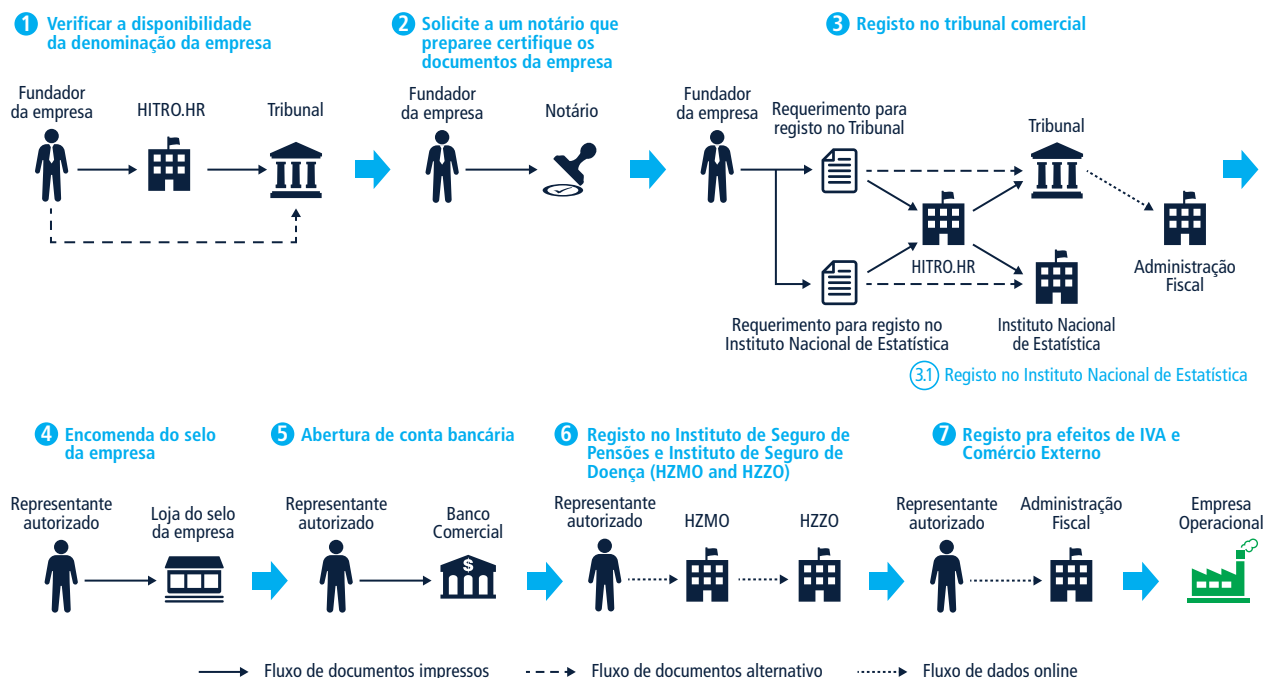 1 Verificar a disponibilidade
da denominação da empresa
Fundador
da empresa
HITRO.HR
Tribunal
2 Solicite a um notário que
preparee certifique os
documentos da empresa
Fundador
da empresa
Notário
3 Registo no tribunal comercial
Fundador
da empresa
Requerimento para
registo no Tribunal
Tribunal
HITRO.HR
Administração
Fiscal
Requerimento para registo no
Instituto Nacional de Estatística
Instituto Nacional
de Estatística
3.1 Registo no Instituto Nacional de Estatística
4 Encomenda do selo
da empresa
Representante
autorizado
Loja do selo
da empresa
5 Abertura de conta bancária
Representante
autorizado
Banco
Comercial
$
6 Registo no Instituto de Seguro de
Pensões e Instituto de Seguro de
Doença (HZMO and HZZO)
Representante
autorizado
HZMO
HZZO
7 Registo pra efeitos de IVA e
Comércio Externo
Representante
autorizado
Administração
Fiscal
Empresa
Operacional
Fluxo de documentos impressos
Fluxo de documentos alternativo
Fluxo de dados online